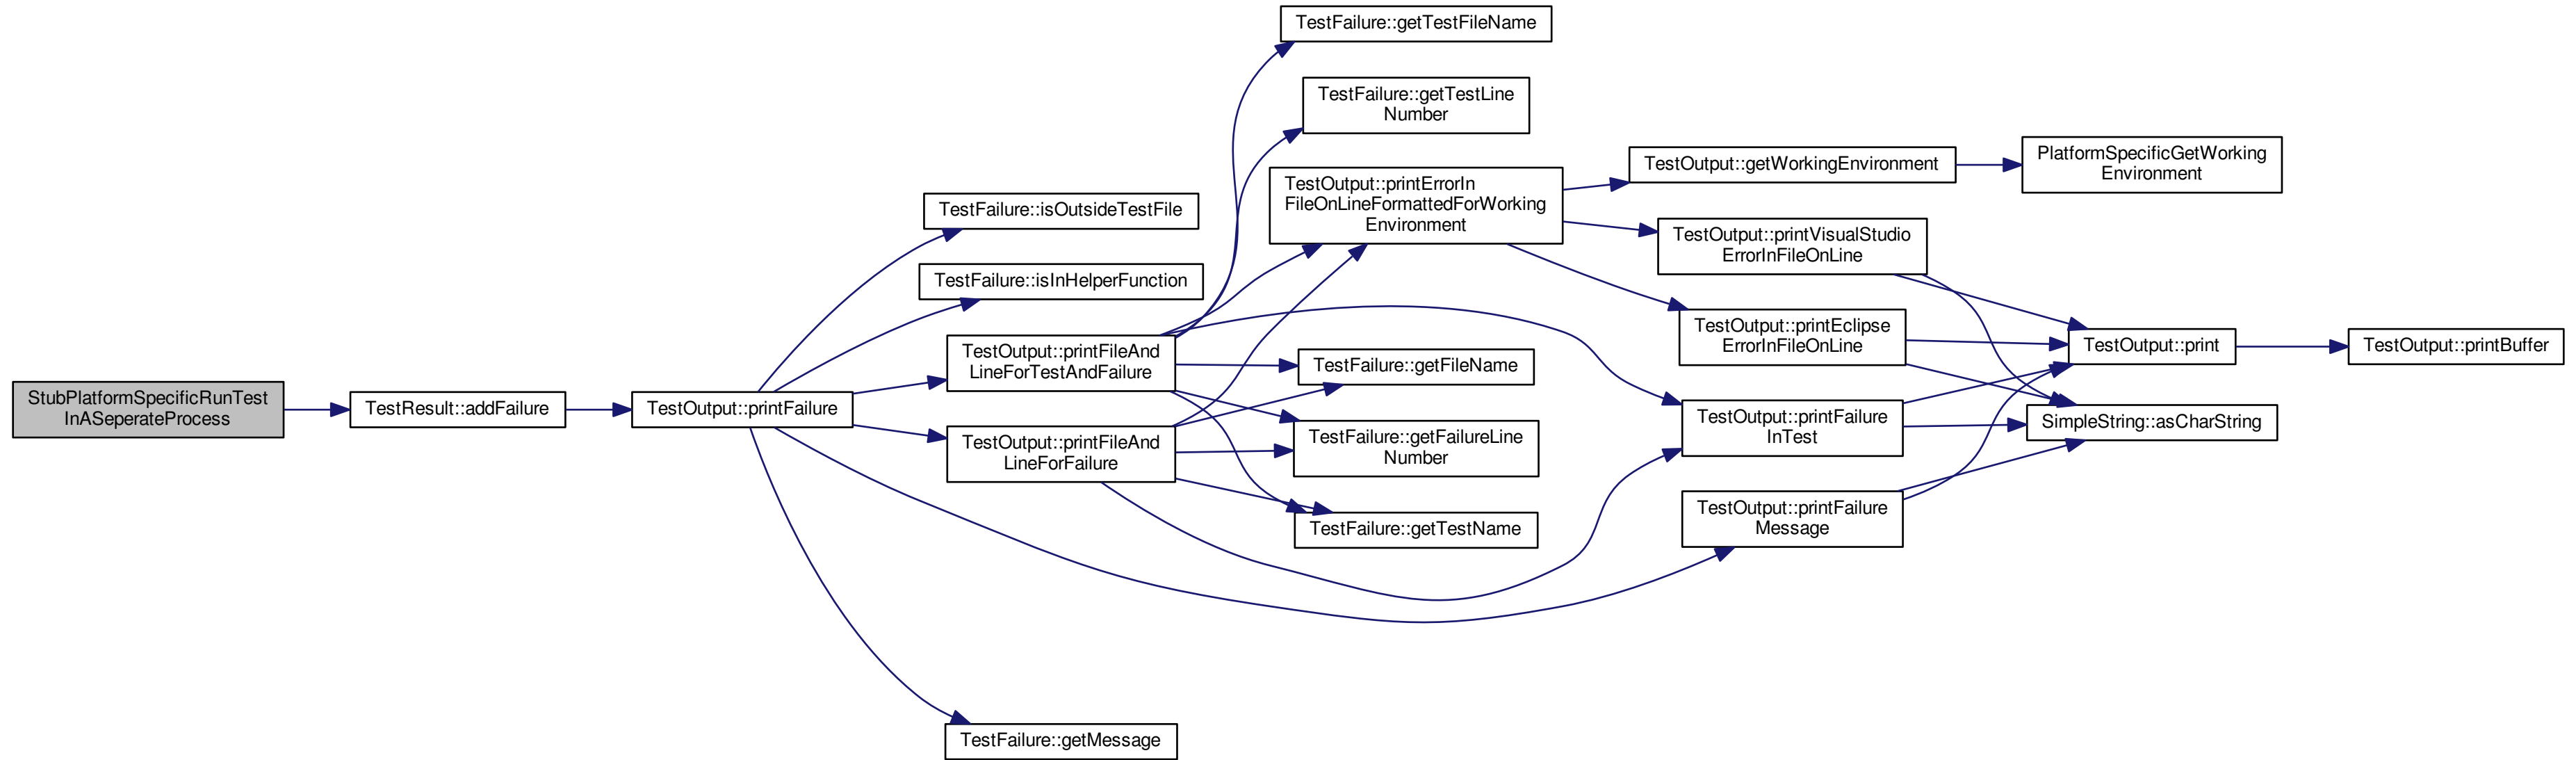 StubPlatformSpecificRunTest
InASeperateProcess
TestResult::addFailure
TestOutput::printFailure
TestFailure::isOutsideTestFile
TestFailure::isInHelperFunction
TestOutput::printFileAnd
LineForTestAndFailure
TestOutput::printFileAnd
LineForFailure
TestFailure::getMessage
TestFailure::getTestFileName
TestFailure::getTestLine
Number
TestOutput::printErrorIn
FileOnLineFormattedForWorking
Environment
TestFailure::getFileName
TestFailure::getFailureLine
Number
TestFailure::getTestName
TestOutput::getWorkingEnvironment
TestOutput::printVisualStudio
ErrorInFileOnLine
TestOutput::printEclipse
ErrorInFileOnLine
TestOutput::printFailure
InTest
TestOutput::printFailure
Message
PlatformSpecificGetWorking
Environment
TestOutput::print
SimpleString::asCharString
TestOutput::printBuffer